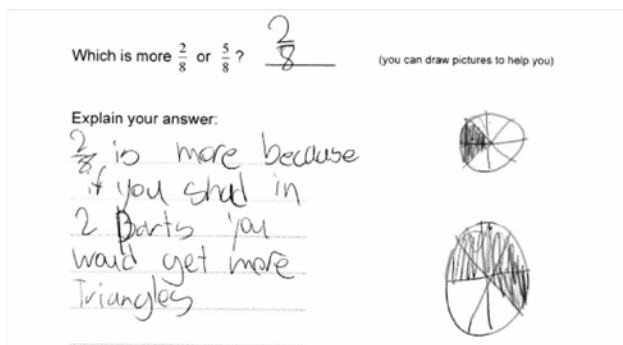 Which is more 2/8 or 5/8 ? 2/8 (you can draw pictures to help you)
Explain your answer:
2/8 is more because
if you shad in
2 Parts you
woud get more
Triangles